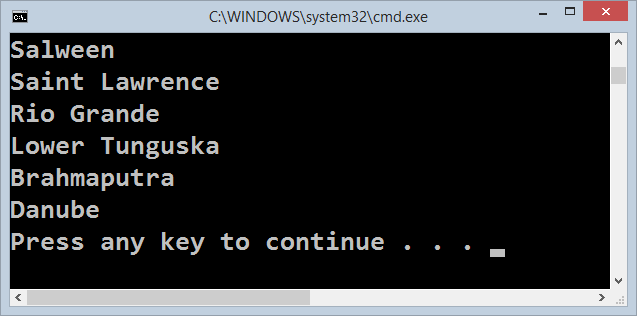 C:\WINDOWS\system32\cmd.exe
Salween
Saint Lawrence
Rio Grande
Lower Tunguska
Brahmaputra
Danube
Press any key to continue . . .